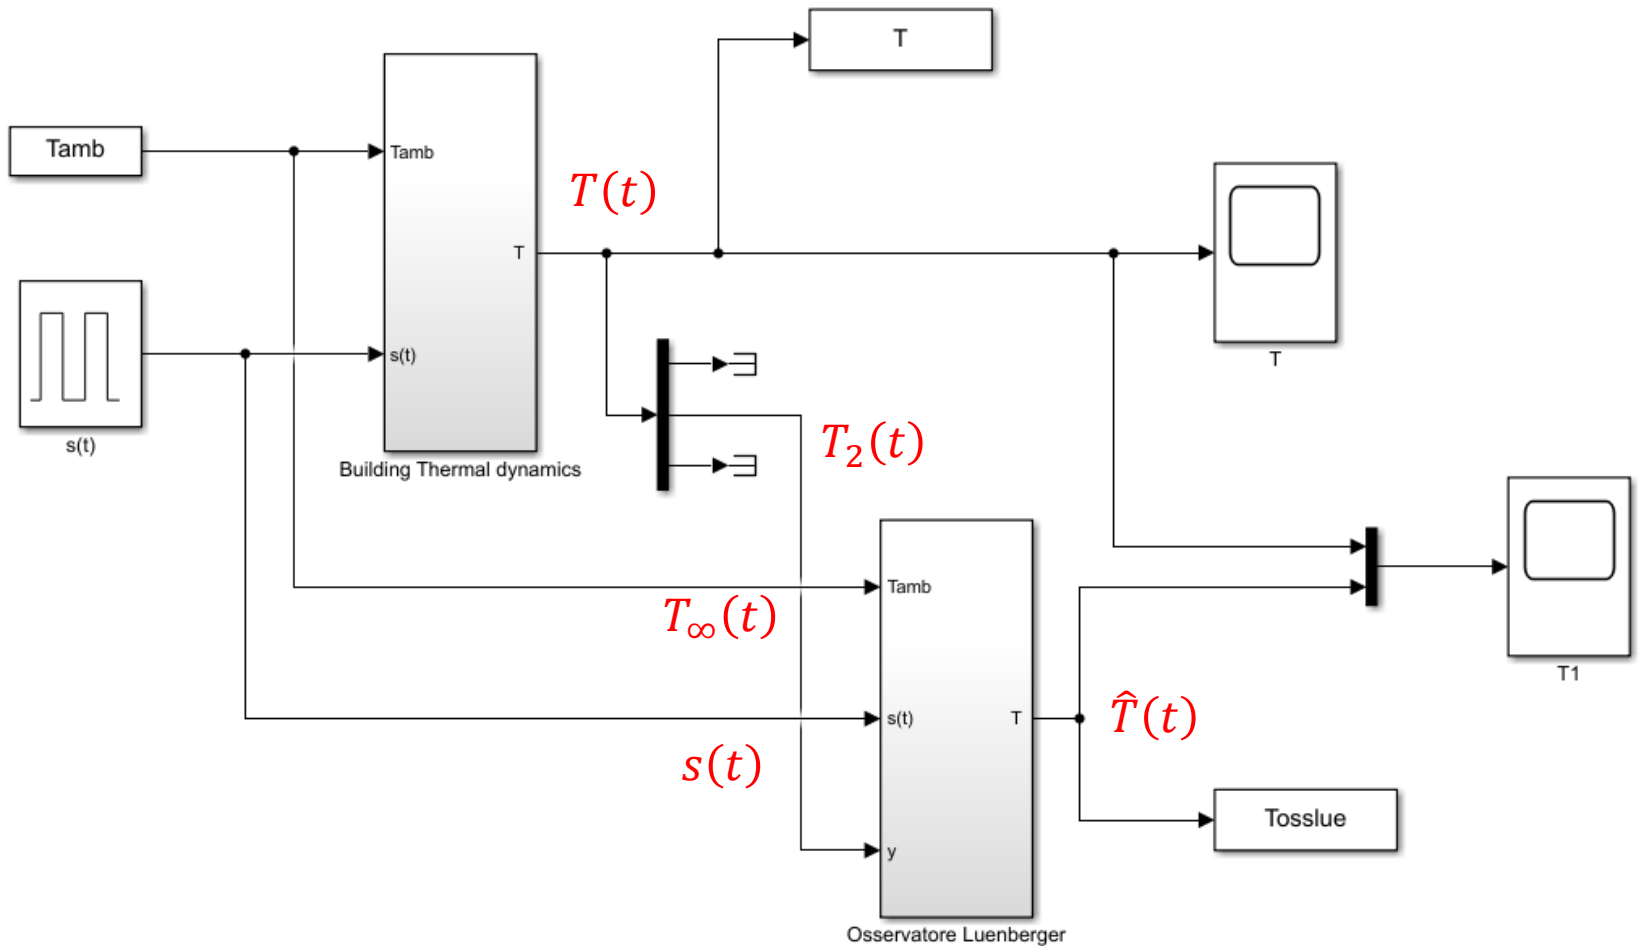 T
Tamb
Tamb
T(t)
T
s(t)
s(t)
T
Building Thermal dynamics
T₂(t)
Tamb
T∞(t)
T1
s(t)
T
T̂(t)
s(t)
Tosslue
y
Osservatore Luenberger